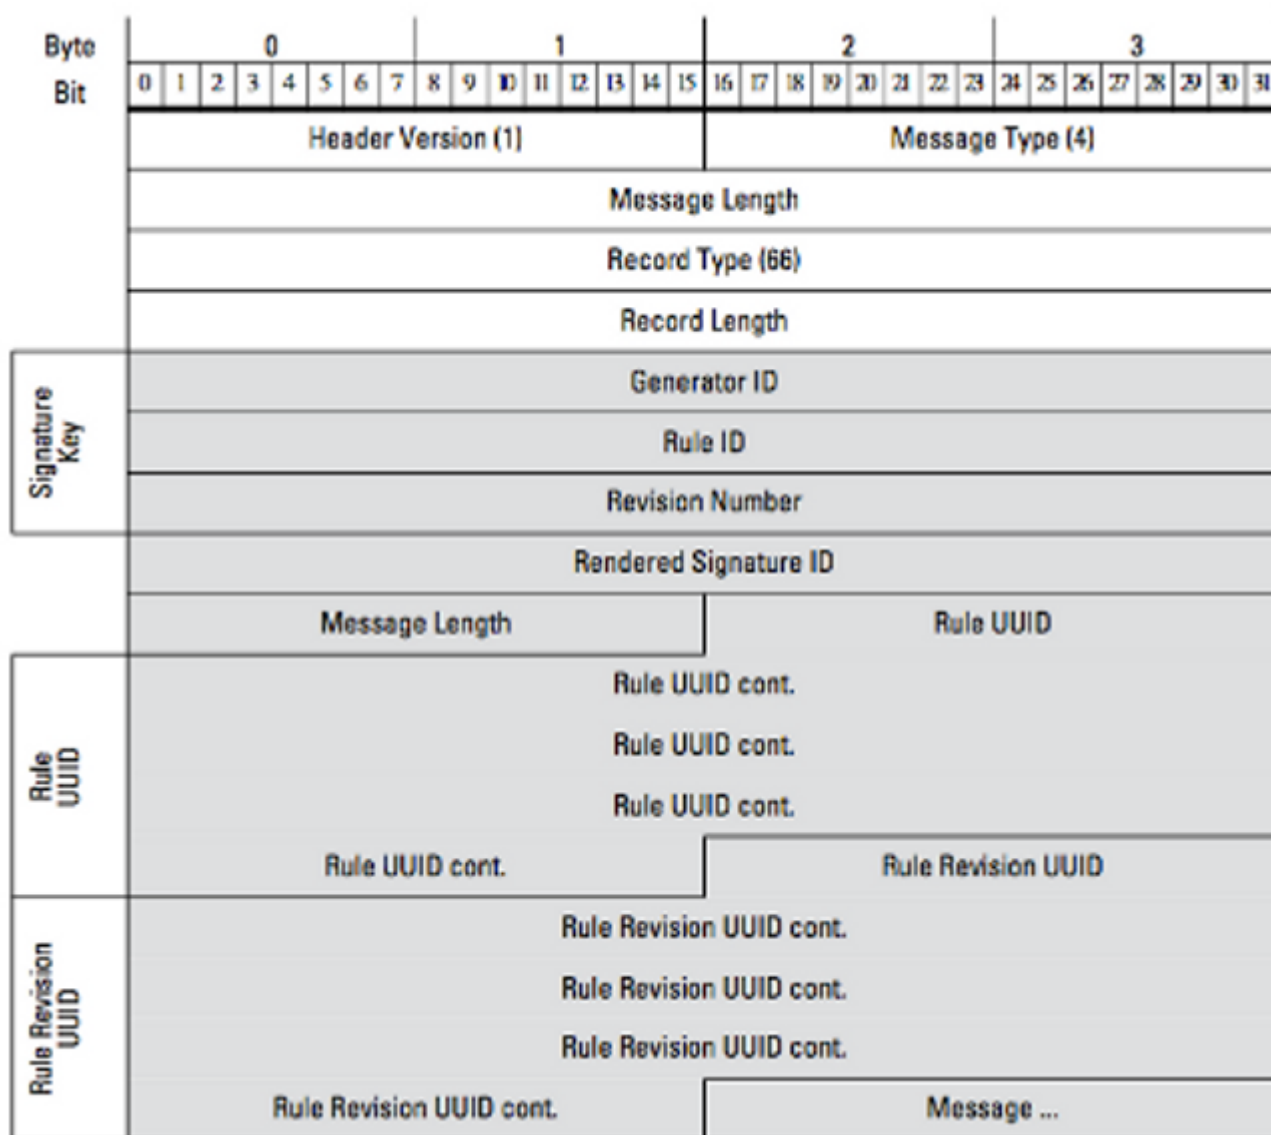 Byte 0 1 2 3
Bit 0 1 2 3 4 5 6 7 8 9 10 11 12 13 14 15 16 17 18 19 20 21 22 23 24 25 26 27 28 29 30 31
Header Version (1) Message Type (4)
Message Length
Record Type (66)
Record Length
Signature
Key
Generator ID
Rule ID
Revision Number
Rendered Signature ID
Message Length Rule UUID
Rule
UUID
Rule UUID cont.
Rule UUID cont.
Rule UUID cont.
Rule UUID cont. Rule Revision UUID
Rule Revision
UUID
Rule Revision UUID cont.
Rule Revision UUID cont.
Rule Revision UUID cont.
Rule Revision UUID cont. Message ...